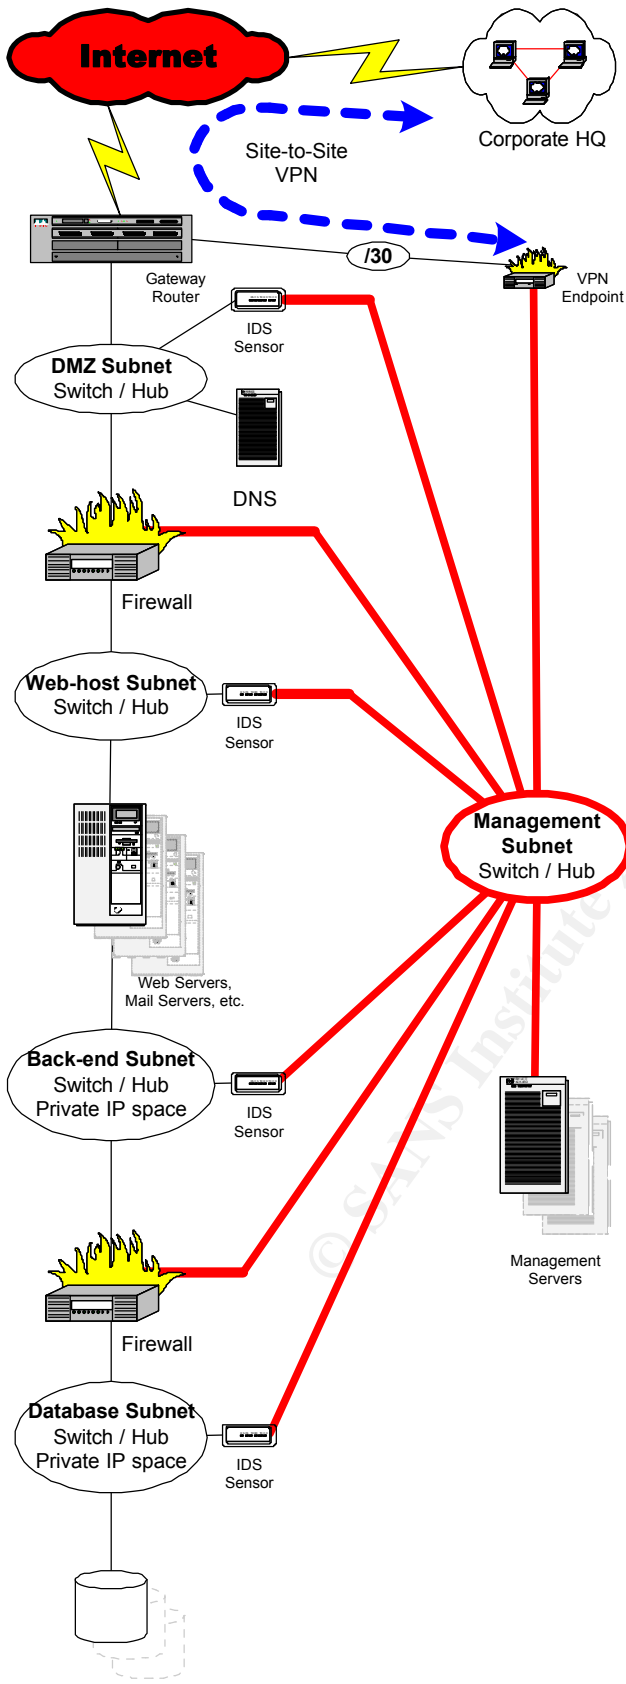 Internet
Corporate HQ
Site-to-Site
VPN
/30
Gateway
Router
VPN
Endpoint
IDS
Sensor
DMZ Subnet
Switch / Hub
DNS
Firewall
Web-host Subnet
Switch / Hub
IDS
Sensor
Management
Subnet
Switch / Hub
Web Servers,
Mail Servers, etc.
Back-end Subnet
Switch / Hub
Private IP space
IDS
Sensor
Management
Servers
Firewall
Database Subnet
Switch / Hub
Private IP space
IDS
Sensor
© SANS Institute